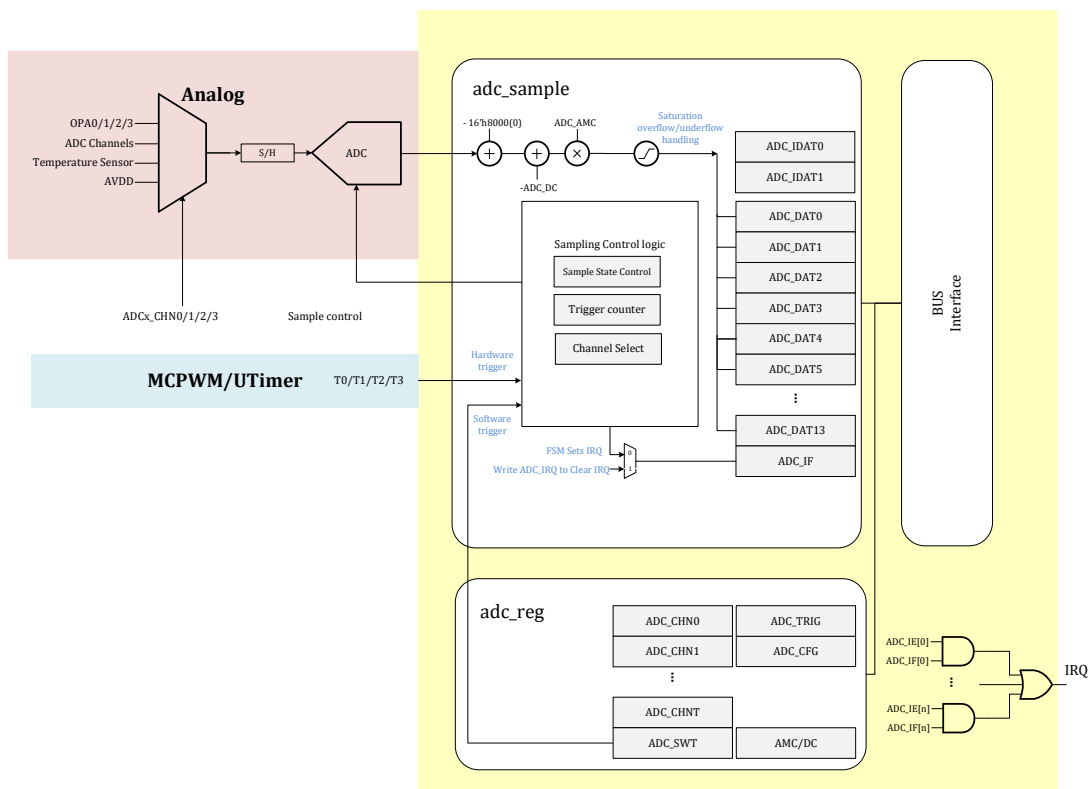 Analog
OPA0/1/2/3
ADC Channels
Temperature Sensor
AVDD
S/H
ADC
ADCx_CHN0/1/2/3
Sample control
MCPWM/UTimer
T0/T1/T2/T3
adc_sample
- 16'h8000(0)
ADC_AMC
Saturation
overflow/underflow
handling
+
+
×
-ADC_DC
ADC_IDAT0
ADC_IDAT1
ADC_DAT0
ADC_DAT1
ADC_DAT2
ADC_DAT3
ADC_DAT4
ADC_DAT5
⋮
ADC_DAT13
ADC_IF
Sampling Control logic
Sample State Control
Trigger counter
Channel Select
Hardware
trigger
Software
trigger
FSM Sets IRQ
Write ADC_IRQ to Clear IRQ
0
1
BUS
Interface
adc_reg
ADC_CHN0
ADC_TRIG
ADC_CHN1
ADC_CFG
⋮
ADC_CHNT
ADC_SWT
AMC/DC
ADC_IE[0]
ADC_IF[0]
⋮
ADC_IE[n]
ADC_IF[n]
IRQ